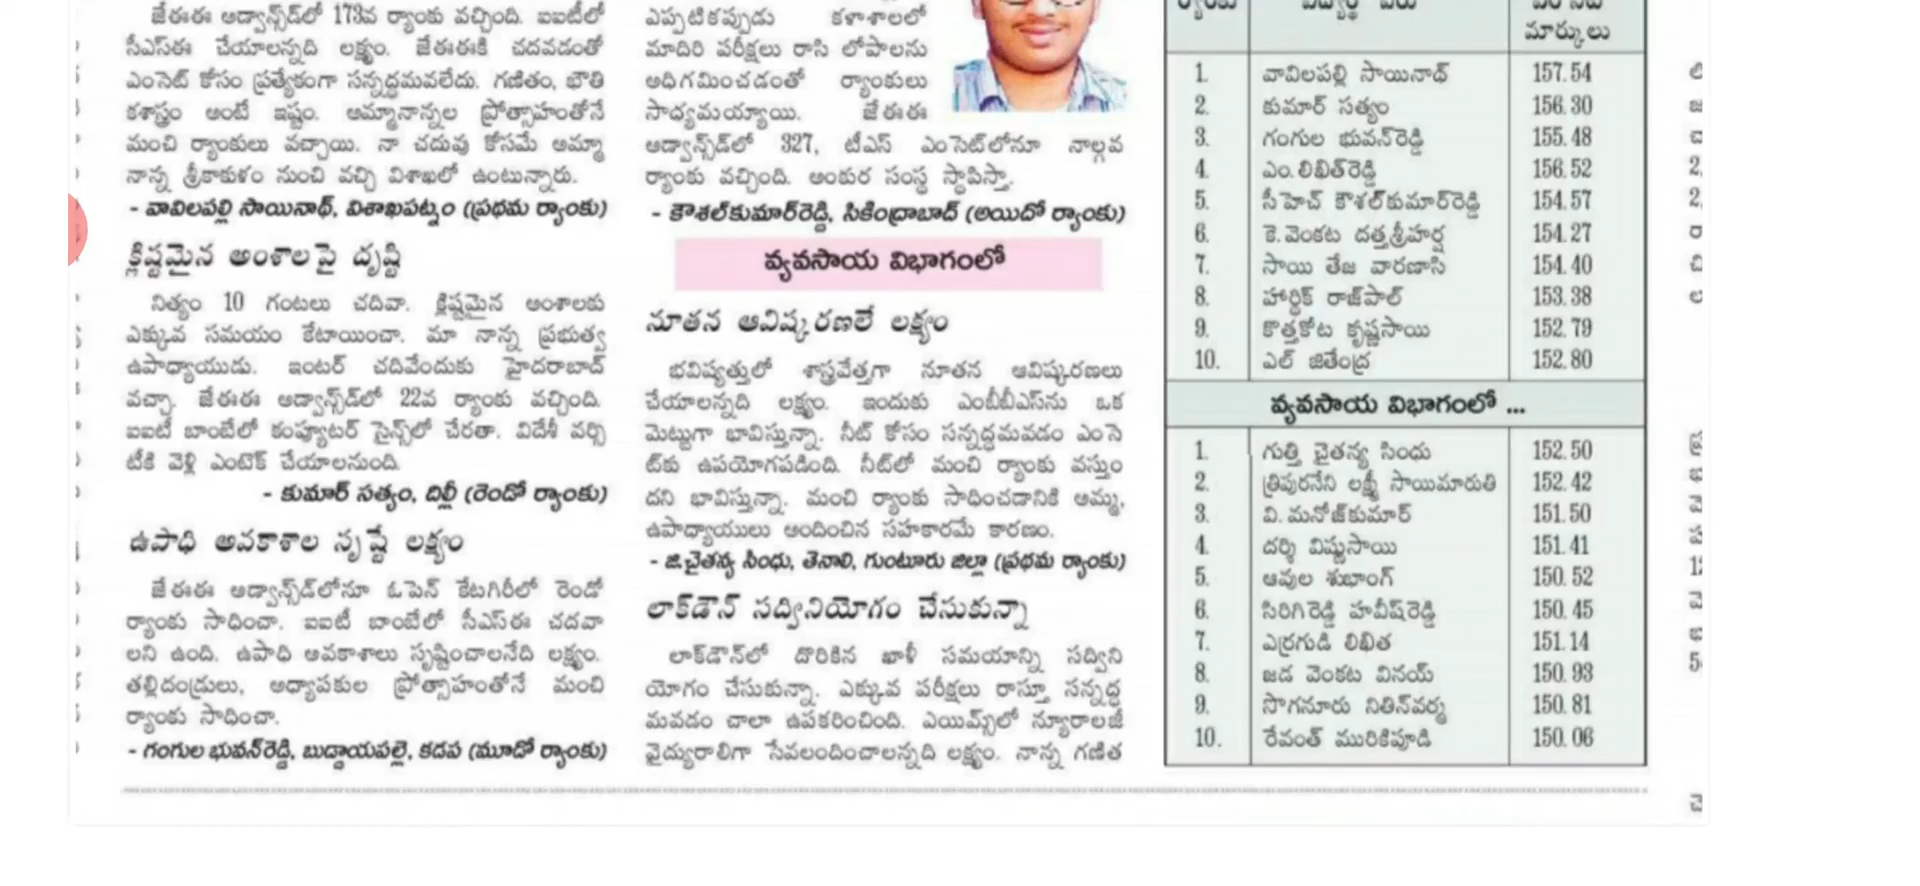 జేఈఈ అడ్వాన్స్‌డ్‌లో 173వ ర్యాంకు వచ్చింది. ఐఐటీలో
సీఎస్ఈ చేయాలన్నది లక్ష్యం. జేఈఈకి చదవడంతో
ఎంసెట్ కోసం ప్రత్యేకంగా సన్నద్ధమవలేదు. గణితం, భౌతి
కశాస్త్రం అంటే ఇష్టం. అమ్మానాన్నల ప్రోత్సాహంతోనే
మంచి ర్యాంకులు వచ్చాయి. నా చదువు కోసమే అమ్మా
నాన్న శ్రీకాకుళం నుంచి వచ్చి విశాఖలో ఉంటున్నారు.
- వావిలపల్లి సాయినాథ్, విశాఖపట్నం (ప్రథమ ర్యాంకు)
క్లిష్టమైన అంశాలపై దృష్టి
నిత్యం 10 గంటలు చదివా. క్లిష్టమైన అంశాలకు
ఎక్కువ సమయం కేటాయించా. మా నాన్న ప్రభుత్వ
ఉపాధ్యాయుడు. ఇంటర్ చదివేందుకు హైదరాబాద్
వచ్చా. జేఈఈ అడ్వాన్స్‌డ్‌లో 22వ ర్యాంకు వచ్చింది.
ఐఐటీ బాంబేలో కంప్యూటర్ సైన్స్‌లో చేరతా. విదేశీ వర్సి
టీకి వెళ్లి ఎంటెక్ చేయాలనుంది.
- కుమార్ సత్యం, దిల్లీ (రెండో ర్యాంకు)
ఉపాధి అవకాశాల సృష్టే లక్ష్యం
జేఈఈ అడ్వాన్స్‌డ్‌లోనూ ఓపెన్ కేటగిరీలో రెండో
ర్యాంకు సాధించా. ఐఐటీ బాంబేలో సీఎస్ఈ చదవా
లని ఉంది. ఉపాధి అవకాశాలు సృష్టించాలనేది లక్ష్యం.
తల్లిదండ్రులు, అధ్యాపకుల ప్రోత్సాహంతోనే మంచి
ర్యాంకు సాధించా.
- గంగుల భువన్‌రెడ్డి, బుడ్డాయపల్లె, కడప (మూడో ర్యాంకు)
ఎప్పటికప్పుడు కళాశాలలో
మాదిరి పరీక్షలు రాసి లోపాలను
అధిగమించడంతో ర్యాంకులు
సాధ్యమయ్యాయి. జేఈఈ
అడ్వాన్స్‌డ్‌లో 327, టీఎస్ ఎంసెట్‌లోనూ నాల్గవ
ర్యాంకు వచ్చింది. అంకుర సంస్థ స్థాపిస్తా.
- కౌశల్‌కుమార్‌రెడ్డి, సికింద్రాబాద్ (అయిదో ర్యాంకు)
వ్యవసాయ విభాగంలో
నూతన ఆవిష్కరణలే లక్ష్యం
భవిష్యత్తులో శాస్త్రవేత్తగా నూతన ఆవిష్కరణలు
చేయాలన్నది లక్ష్యం. ఇందుకు ఎంబీబీఎస్‌ను ఒక
మెట్టుగా భావిస్తున్నా. నీట్ కోసం సన్నద్ధమవడం ఎంసె
ట్‌కు ఉపయోగపడింది. నీట్‌లో మంచి ర్యాంకు వస్తుం
దని భావిస్తున్నా. మంచి ర్యాంకు సాధించడానికి అమ్మ,
ఉపాధ్యాయులు అందించిన సహకారమే కారణం.
- జి.చైతన్య సింధు, తెనాలి, గుంటూరు జిల్లా (ప్రథమ ర్యాంకు)
లాక్‌డౌన్ సద్వినియోగం చేసుకున్నా
లాక్‌డౌన్‌లో దొరికిన ఖాళీ సమయాన్ని సద్విని
యోగం చేసుకున్నా. ఎక్కువ పరీక్షలు రాస్తూ సన్నద్ధ
మవడం చాలా ఉపకరించింది. ఎయిమ్స్‌లో న్యూరాలజీ
వైద్యురాలిగా సేవలందించాలన్నది లక్ష్యం. నాన్న గణిత
మార్కులు
1. వావిలపల్లి సాయినాథ్ 157.54
2. కుమార్ సత్యం 156.30
3. గంగుల భువన్‌రెడ్డి 155.48
4. ఎం.లిఖిత్‌రెడ్డి 156.52
5. సీహెచ్ కౌశల్‌కుమార్‌రెడ్డి 154.57
6. కె.వెంకట దత్తశ్రీహర్ష 154.27
7. సాయి తేజ వారణాసి 154.40
8. హార్థిక్ రాజ్‌పాల్ 153.38
9. కొత్తకోట కృష్ణసాయి 152.79
10. ఎల్ జితేంద్ర 152.80
వ్యవసాయ విభాగంలో ...
1. గుత్తి చైతన్య సింధు 152.50
2. త్రిపురనేని లక్ష్మీ సాయిమారుతి 152.42
3. వి.మనోజ్‌కుమార్ 151.50
4. దర్శి విష్ణుసాయి 151.41
5. ఆవుల శుభాంగ్ 150.52
6. సిరిగిరెడ్డి హవీష్‌రెడ్డి 150.45
7. ఎర్రగుడి లిఖిత 151.14
8. జడ వెంకట వినయ్ 150.93
9. సొగనూరు నితిన్‌వర్మ 150.81
10. రేవంత్ మురికిపూడి 150.06